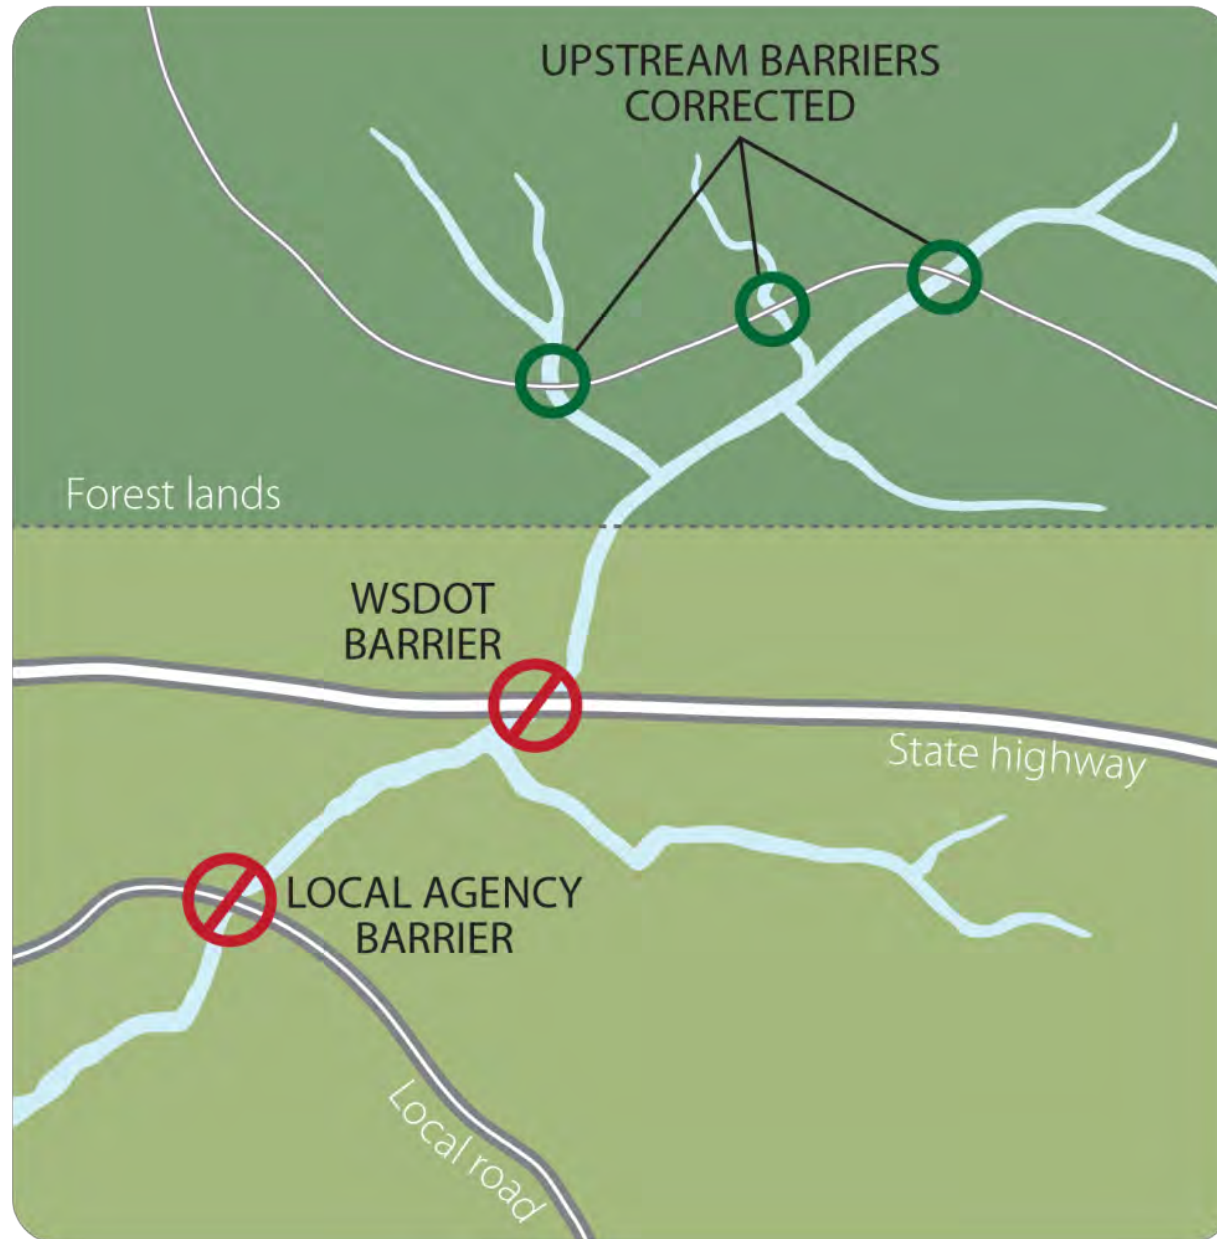 UPSTREAM BARRIERS
CORRECTED
Forest lands
WSDOT
BARRIER
State highway
LOCAL AGENCY
BARRIER
Local road